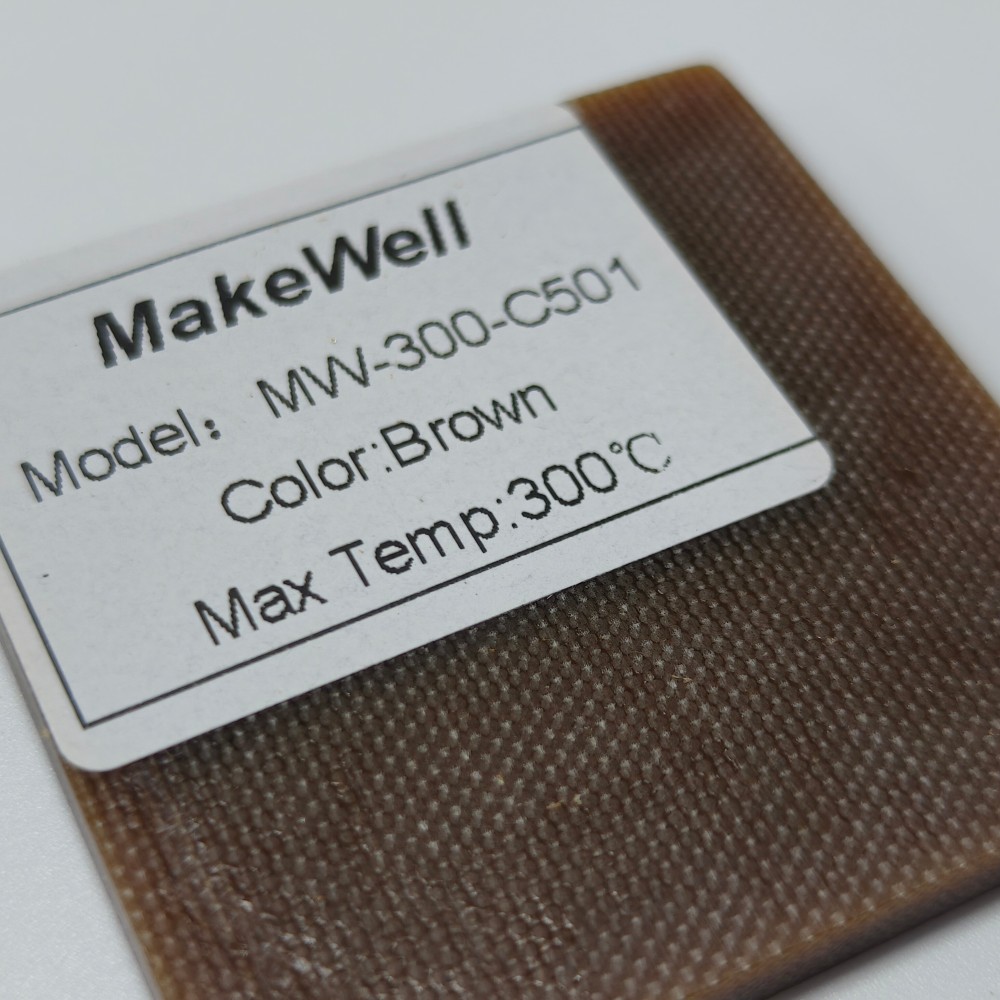 MakeWell
Model： MW-300-C501
Color:Brown
Max Temp:300℃